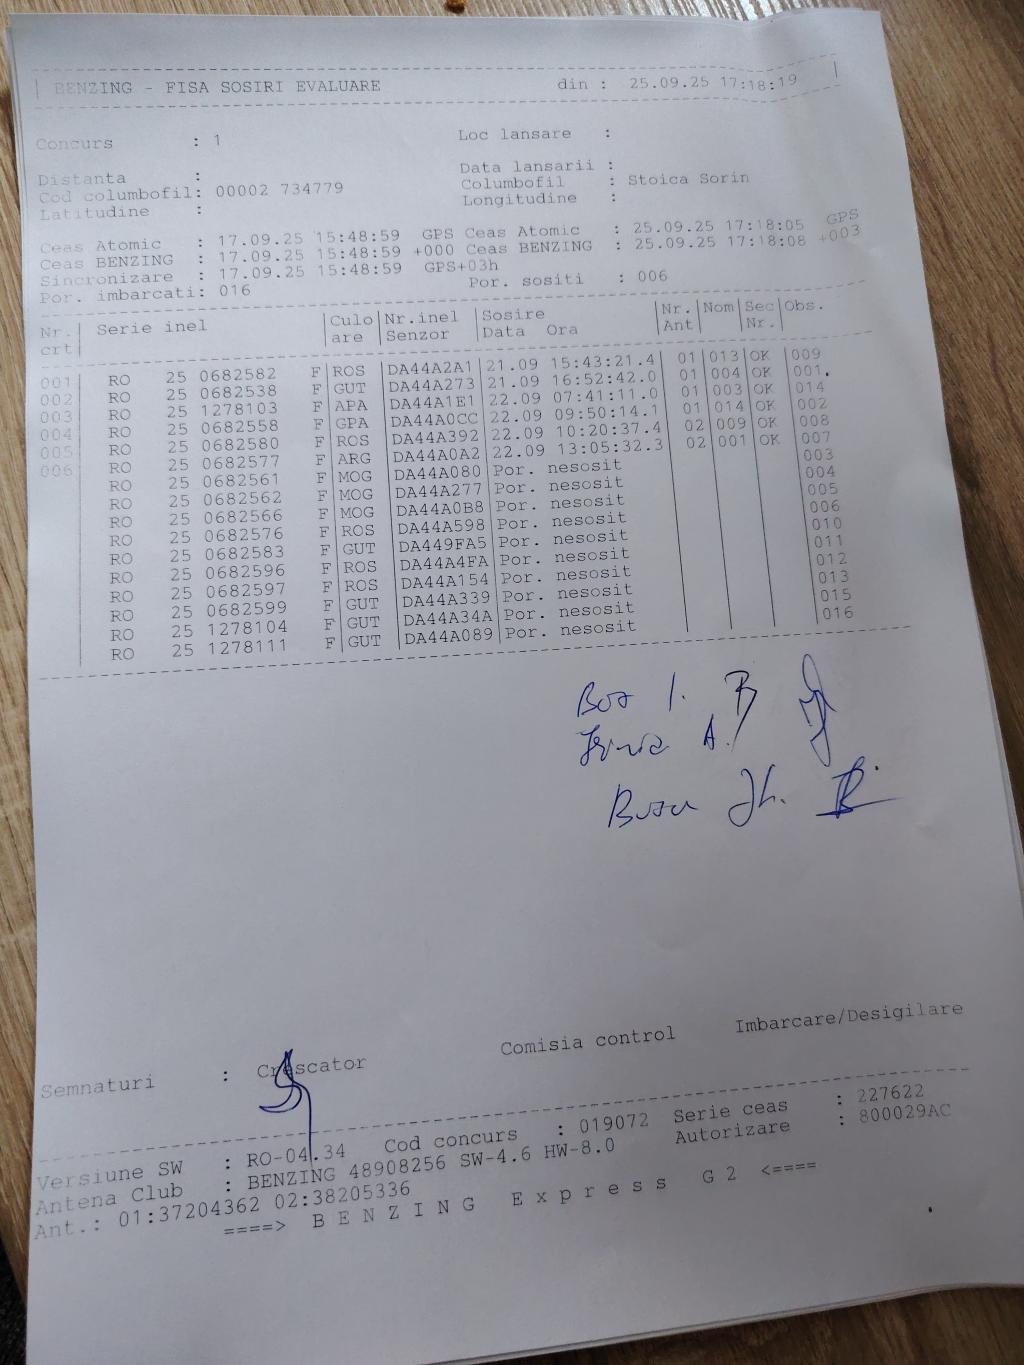 BENZING - FISA SOSIRI EVALUARE din : 25.09.25 17:18:19
Concurs : 1 Loc lansare :
Distanta : Data lansarii :
Cod columbofil: 00002 734779 Columbofil : Stoica Sorin
Latitudine : Longitudine :
Ceas Atomic : 17.09.25 15:48:59 GPS Ceas Atomic : 25.09.25 17:18:05 GPS
Ceas BENZING : 17.09.25 15:48:59 +000 Ceas BENZING : 25.09.25 17:18:08 +003
Sincronizare : 17.09.25 15:48:59 GPS+03h
Por. imbarcati: 016 Por. sositi : 006
Nr. Serie inel Culo Nr.inel Sosire Nr. Nom Sec Obs.
crt are Senzor Data Ora Ant Nr.
001 RO 25 0682582 F ROS DA44A2A1 21.09 15:43:21.4 01 013 OK 009
002 RO 25 0682538 F GUT DA44A273 21.09 16:52:42.0 01 004 OK 001
003 RO 25 1278103 F APA DA44A1E1 22.09 07:41:11.0 01 003 OK 014
004 RO 25 0682558 F GPA DA44A0CC 22.09 09:50:14.1 01 014 OK 002
005 RO 25 0682580 F ROS DA44A392 22.09 10:20:37.4 02 009 OK 008
006 RO 25 0682577 F ARG DA44A0A2 22.09 13:05:32.3 02 001 OK 007
RO 25 0682561 F MOG DA44A080 Por. nesosit 003
RO 25 0682562 F MOG DA44A277 Por. nesosit 004
RO 25 0682566 F MOG DA44A0B8 Por. nesosit 005
RO 25 0682576 F ROS DA44A598 Por. nesosit 006
RO 25 0682583 F GUT DA449FA5 Por. nesosit 010
RO 25 0682596 F ROS DA44A4FA Por. nesosit 011
RO 25 0682597 F ROS DA44A154 Por. nesosit 012
RO 25 0682599 F GUT DA44A339 Por. nesosit 013
RO 25 1278104 F GUT DA44A34A Por. nesosit 015
RO 25 1278111 F GUT DA44A089 Por. nesosit 016
Semnaturi : Crescator Comisia control Imbarcare/Desigilare
Versiune SW : RO-04.34 Cod concurs : 019072 Serie ceas : 227622
Antena Club : BENZING 48908256 SW-4.6 HW-8.0 Autorizare : 800029AC
Ant.: 01:37204362 02:38205336
====> B E N Z I N G E x p r e s s G 2 <====